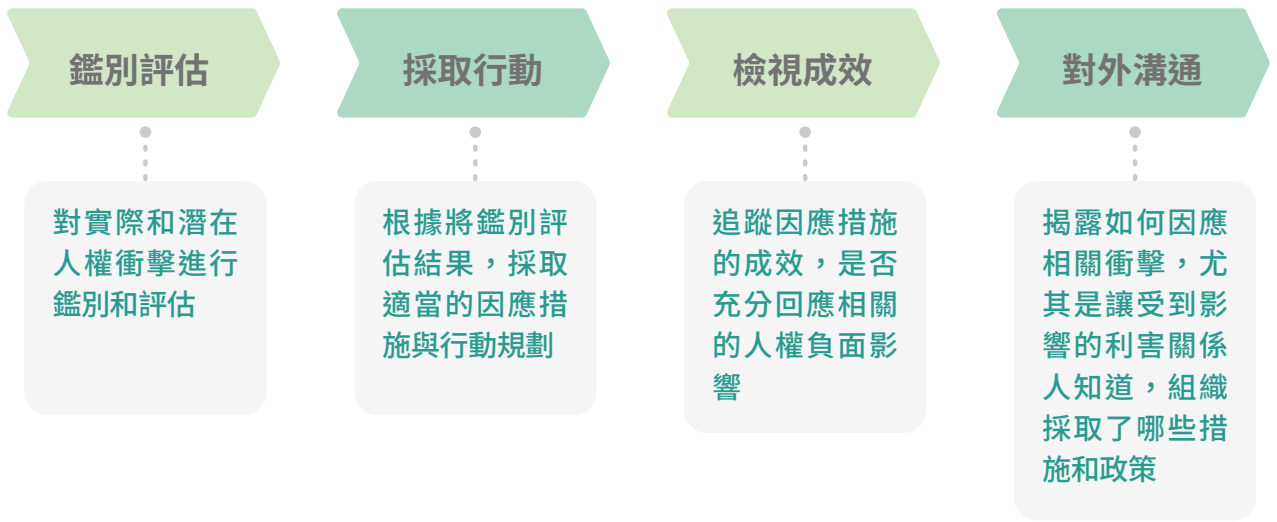 鑑別評估
對實際和潛在
人權衝擊進行
鑑別和評估
採取行動
根據將鑑別評
估結果，採取
適當的因應措
施與行動規劃
檢視成效
追蹤因應措施
的成效，是否
充分回應相關
的人權負面影
響
對外溝通
揭露如何因應
相關衝擊，尤
其是讓受到影
響的利害關係
人知道，組織
採取了哪些措
施和政策